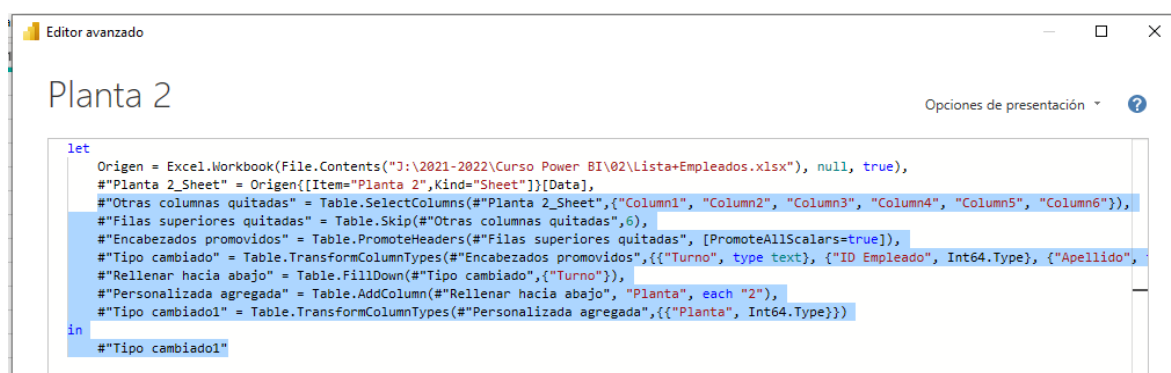 Editor avanzado
Planta 2
Opciones de presentación
let
Origen = Excel.Workbook(File.Contents("J:\2021-2022\Curso Power BI\02\Lista+Empleados.xlsx"), null, true),
#"Planta 2_Sheet" = Origen{[Item="Planta 2",Kind="Sheet"]}[Data],
#"Otras columnas quitadas" = Table.SelectColumns(#"Planta 2_Sheet",{"Column1", "Column2", "Column3", "Column4", "Column5", "Column6"}),
#"Filas superiores quitadas" = Table.Skip(#"Otras columnas quitadas",6),
#"Encabezados promovidos" = Table.PromoteHeaders(#"Filas superiores quitadas", [PromoteAllScalars=true]),
#"Tipo cambiado" = Table.TransformColumnTypes(#"Encabezados promovidos",{{"Turno", type text}, {"ID Empleado", Int64.Type}, {"Apellido",
#"Rellenar hacia abajo" = Table.FillDown(#"Tipo cambiado",{"Turno"}),
#"Personalizada agregada" = Table.AddColumn(#"Rellenar hacia abajo", "Planta", each "2"),
#"Tipo cambiado1" = Table.TransformColumnTypes(#"Personalizada agregada",{{"Planta", Int64.Type}})
in
#"Tipo cambiado1"